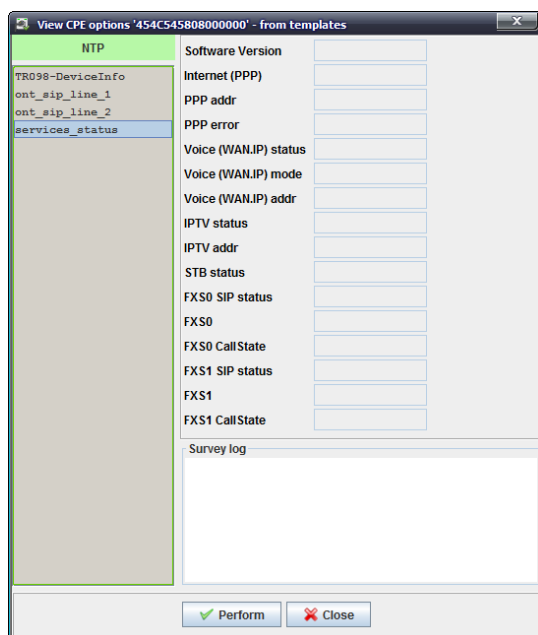 View CPE options '454C545808000000' - from templates
NTP
TR098-DeviceInfo
ont_sip_line_1
ont_sip_line_2
services_status
Software Version
Internet (PPP)
PPP addr
PPP error
Voice (WAN.IP) status
Voice (WAN.IP) mode
Voice (WAN.IP) addr
IPTV status
IPTV addr
STB status
FXS0 SIP status
FXS0
FXS0 CallState
FXS1 SIP status
FXS1
FXS1 CallState
Survey log
Perform
Close